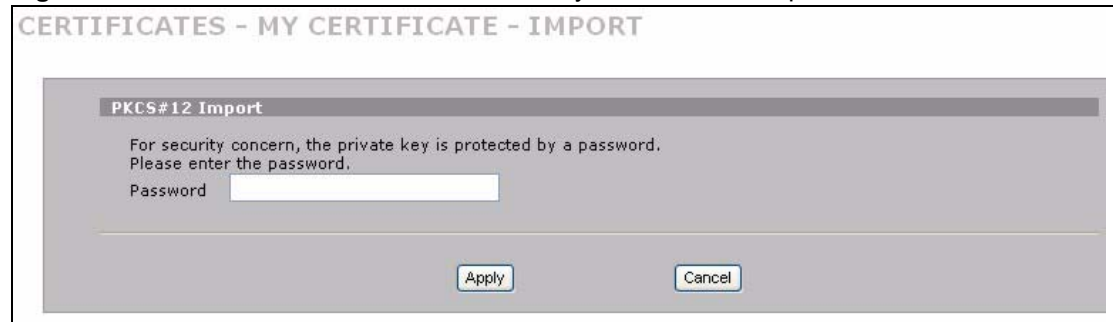 CERTIFICATES - MY CERTIFICATE - IMPORT
PKCS#12 Import
For security concern, the private key is protected by a password.
Please enter the password.
Password
Apply
Cancel